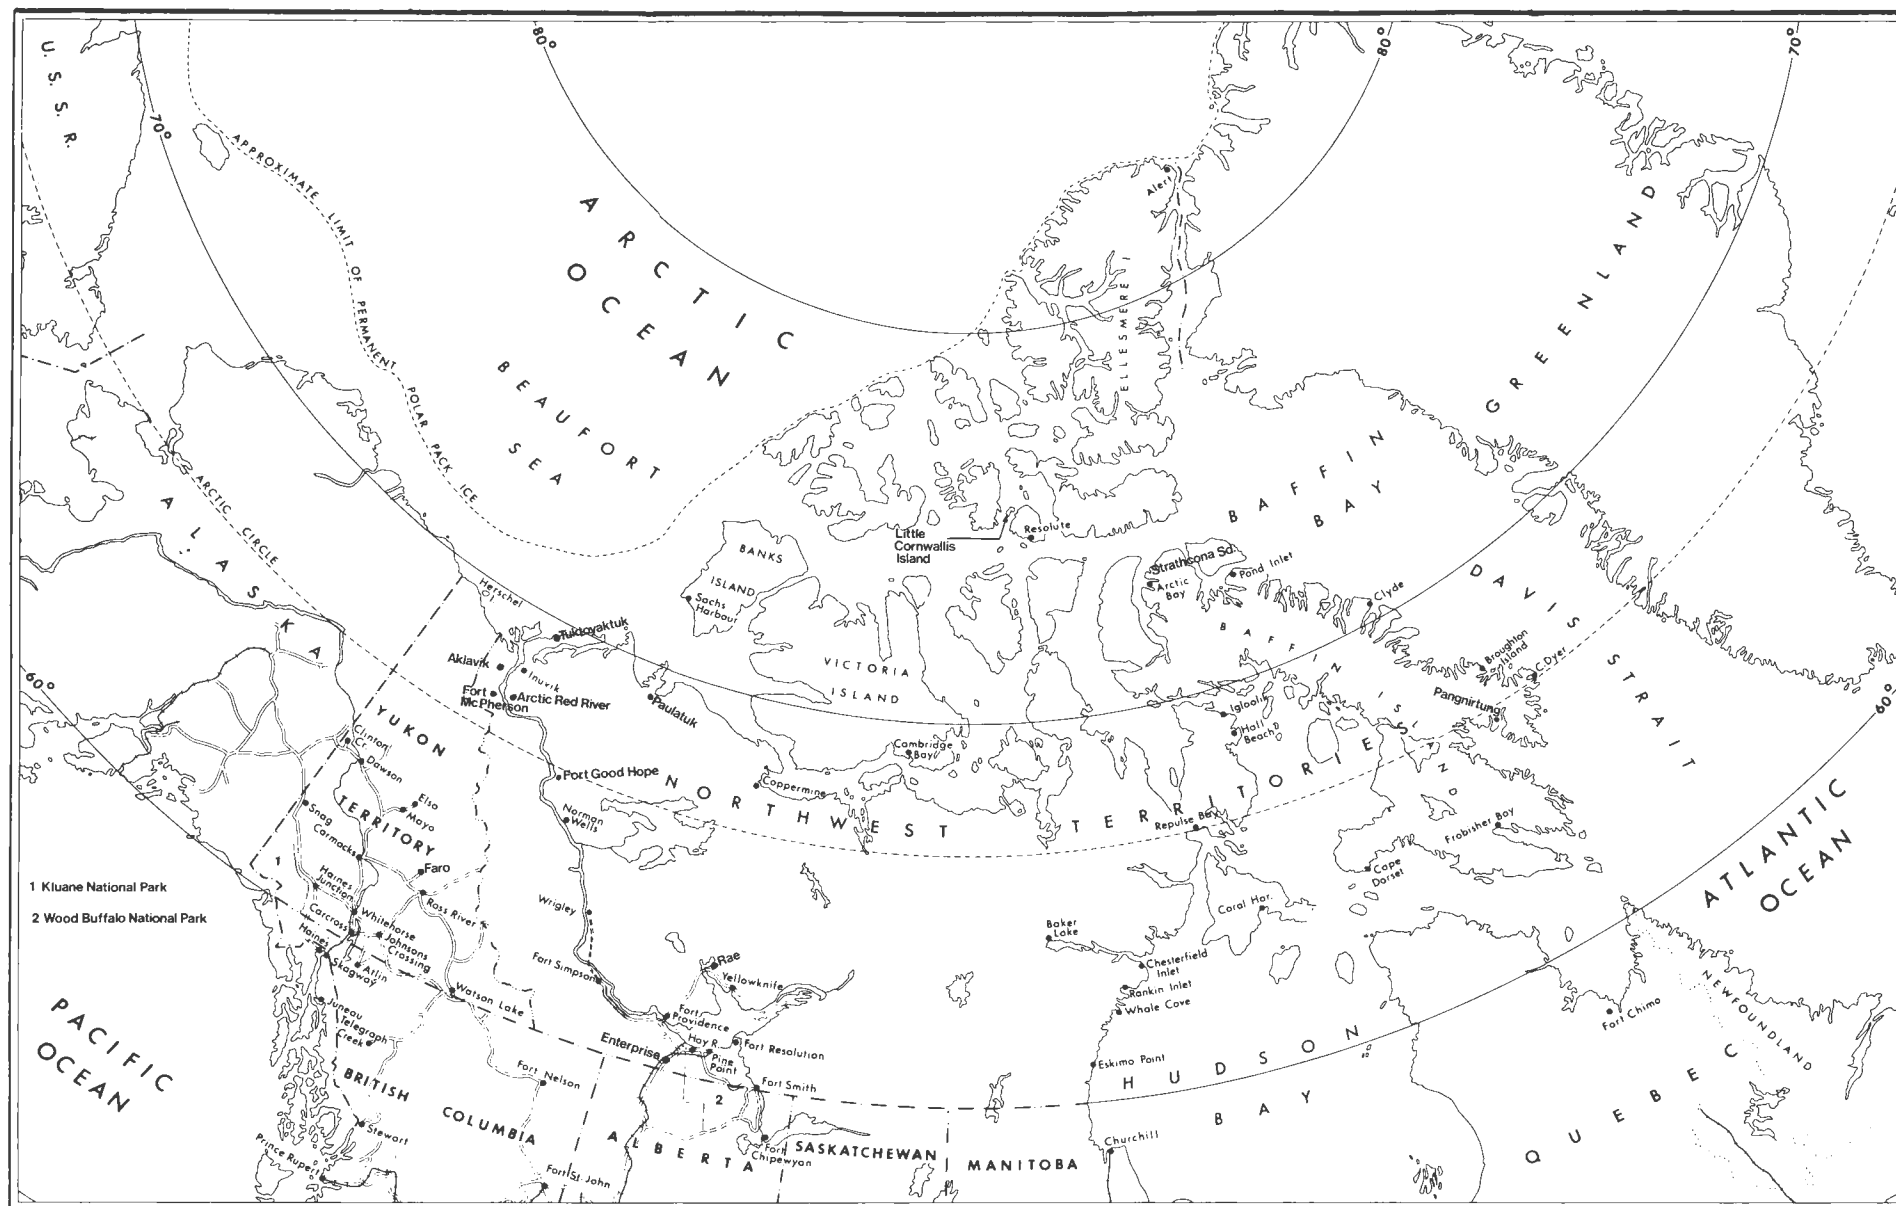 80°
80°
70°
U. S. S. R.
70°
APPROXIMATE LIMIT OF PERMANENT POLAR PACK ICE
ARCTIC
OCEAN
BEAUFORT
SEA
Alert
ELLESMERE I
GREENLAND
BAFFIN
BAY
DAVIS STRAIT
ARCTIC CIRCLE
ALASKA
Little
Cornwallis
Island
Resolute
BANKS
ISLAND
Sachs
Harbour
Strathcona Sd.
Arctic
Bay
Pond Inlet
Clyde
BAFFIN ISLAND
Broughton
Island
C. Dyer
Pangnirtung
Herschel
I
Tuktoyaktuk
Aklavik
Inuvik
Fort
McPherson
Arctic Red River
Paulatuk
VICTORIA
ISLAND
Igloolik
Hall
Beach
Cambridge
Bay
Coppermine
60°
60°
YUKON
TERRITORY
Clinton
Cr.
Dawson
Elsa
Mayo
Snag
Carmacks
Faro
Fort Good Hope
Norman
Wells
NORTHWEST TERRITORIES
Repulse Bay
Frobisher Bay
Cape
Dorset
ATLANTIC
OCEAN
1
1 Kluane National Park
2 Wood Buffalo National Park
Haines
Junction
Ross River
Carcross
Whitehorse
Johnsons
Crossing
Haines
Skagway
Atlin
Wrigley
Coral Har.
Baker
Lake
Chesterfield
Inlet
Rankin Inlet
Whale Cove
Fort Simpson
Rae
Yellowknife
Watson Lake
Juneau
Telegraph
Creek
Fort
Providence
Enterprise
Hay R.
Pine
Point
Fort Resolution
Fort Nelson
Fort Smith
2
Eskimo Point
HUDSON
BAY
Fort Chimo
NEWFOUNDLAND
QUEBEC
PACIFIC
OCEAN
BRITISH
COLUMBIA
Stewart
Prince Rupert
Fort St. John
ALBERTA
Fort
Chipewyan
SASKATCHEWAN
MANITOBA
Churchill